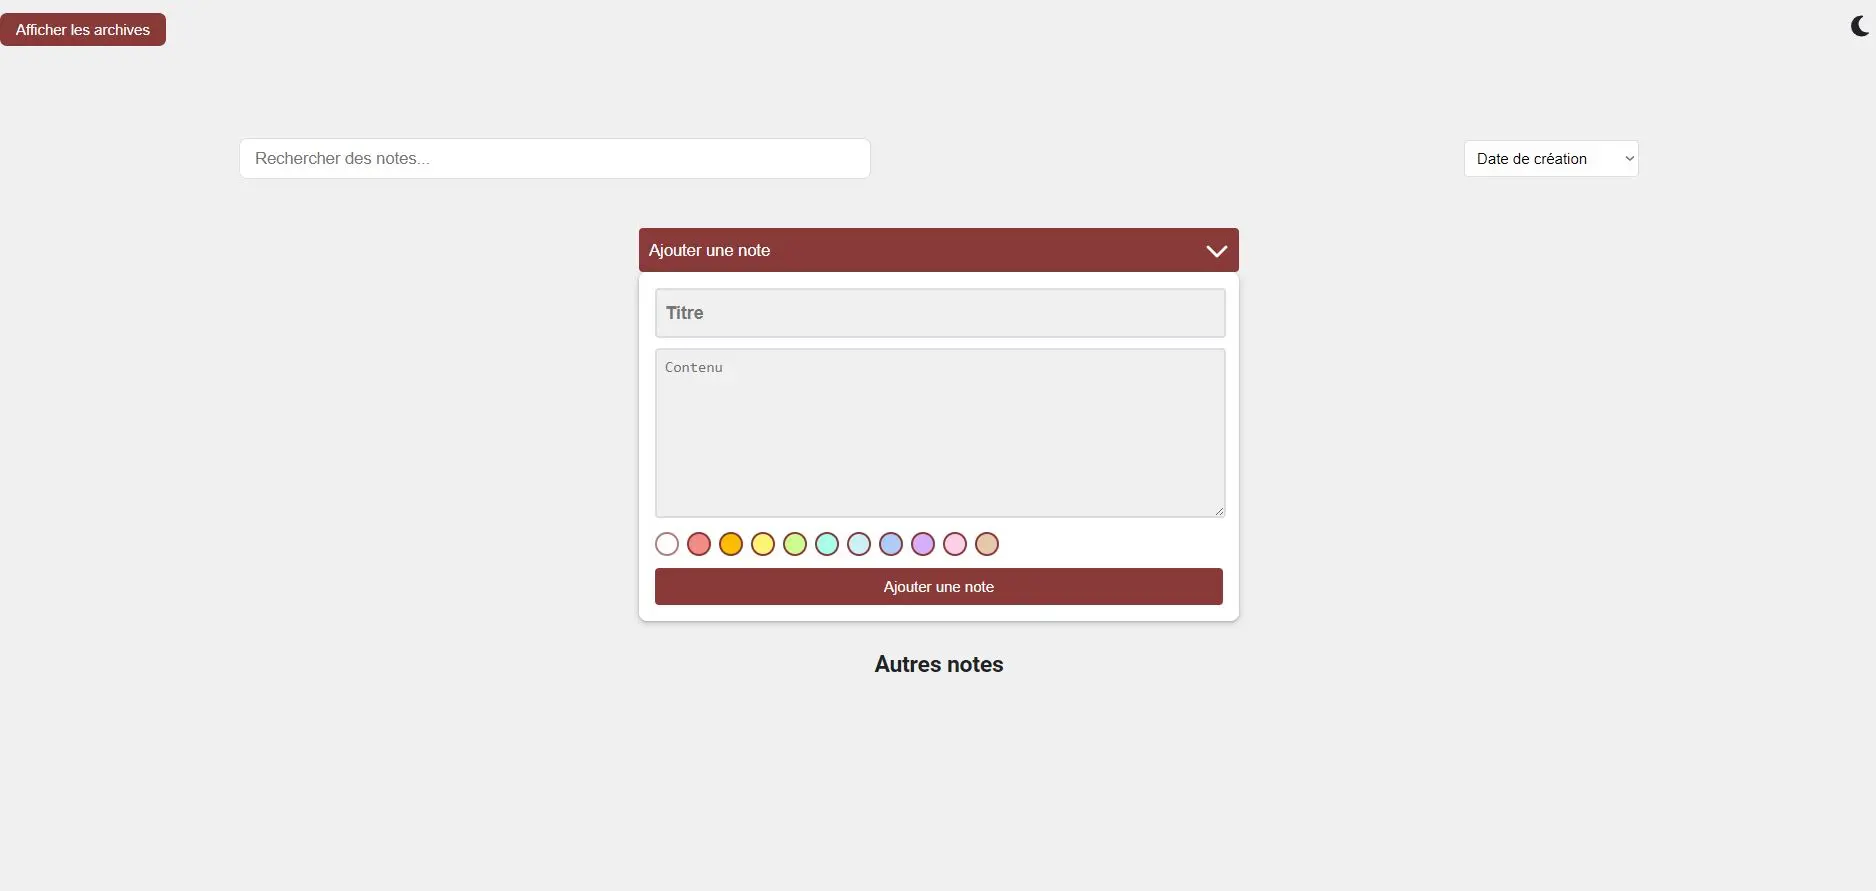 Afficher les archives
Rechercher des notes...
Date de création
Ajouter une note
Titre
Contenu
Ajouter une note
Autres notes